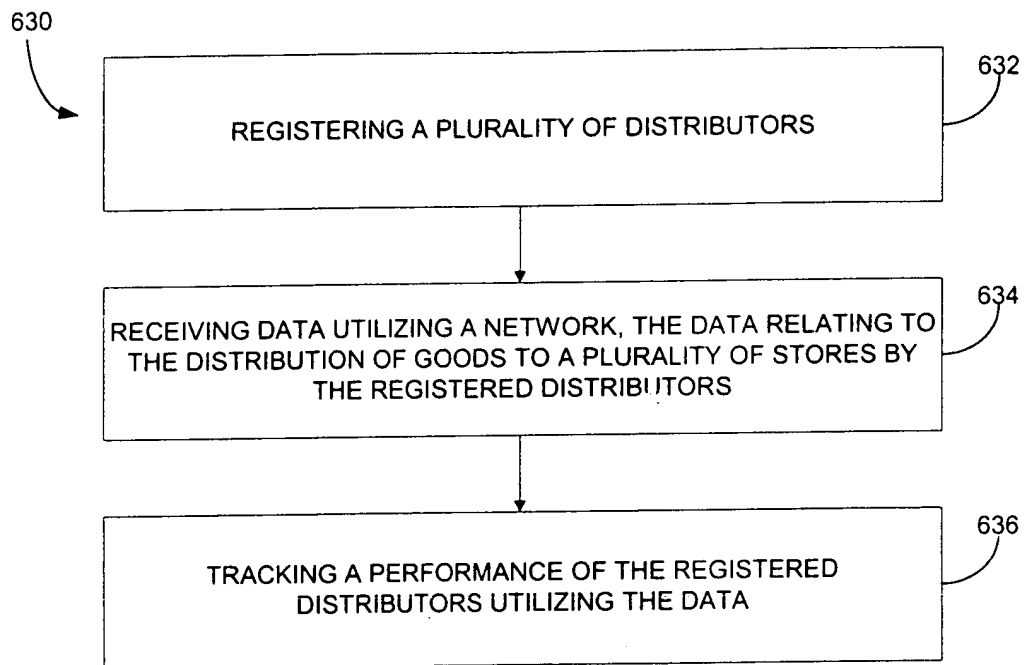 630
632
REGISTERING A PLURALITY OF DISTRIBUTORS
634
RECEIVING DATA UTILIZING A NETWORK, THE DATA RELATING TO
THE DISTRIBUTION OF GOODS TO A PLURALITY OF STORES BY
THE REGISTERED DISTRIBUTORS
636
TRACKING A PERFORMANCE OF THE REGISTERED
DISTRIBUTORS UTILIZING THE DATA